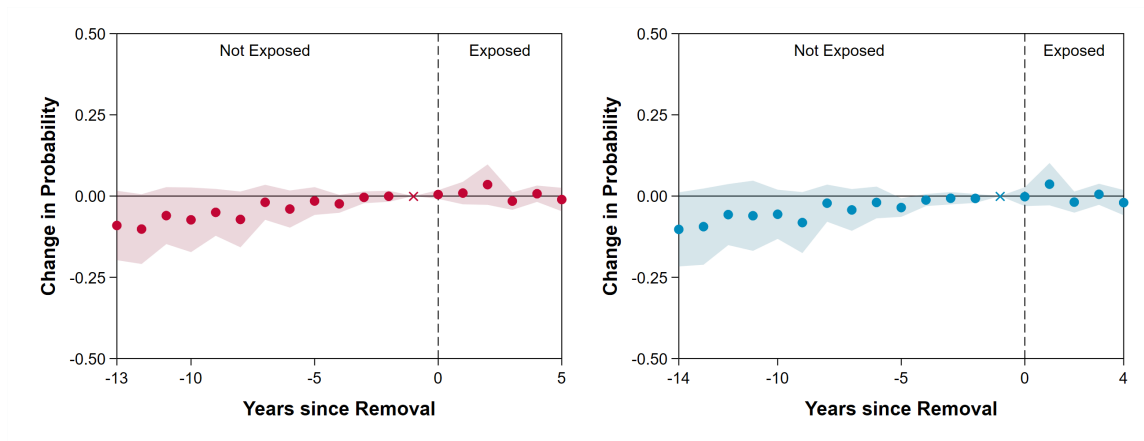 Change in Probability
0.50
0.25
0.00
-0.25
-0.50
Not Exposed
Exposed
-13
-10
-5
0
5
Years since Removal
Change in Probability
0.50
0.25
0.00
-0.25
-0.50
Not Exposed
Exposed
-14
-10
-5
0
4
Years since Removal